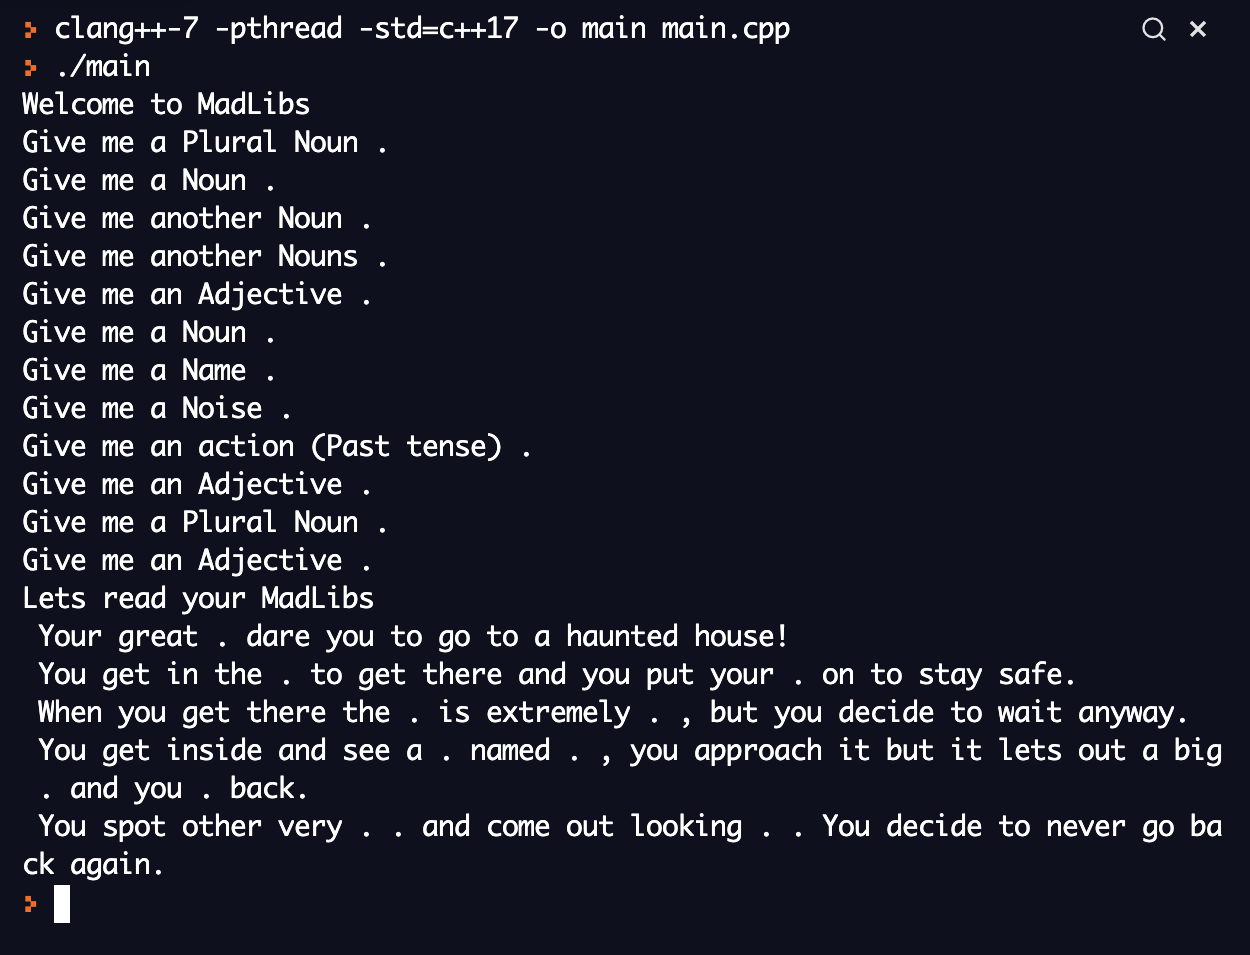 > clang++-7 -pthread -std=c++17 -o main main.cpp
> ./main
Welcome to MadLibs
Give me a Plural Noun .
Give me a Noun .
Give me another Noun .
Give me another Nouns .
Give me an Adjective .
Give me a Noun .
Give me a Name .
Give me a Noise .
Give me an action (Past tense) .
Give me an Adjective .
Give me a Plural Noun .
Give me an Adjective .
Lets read your MadLibs
 Your great . dare you to go to a haunted house!
 You get in the . to get there and you put your . on to stay safe.
 When you get there the . is extremely . , but you decide to wait anyway.
 You get inside and see a . named . , you approach it but it lets out a big
 . and you . back.
 You spot other very . . and come out looking . . You decide to never go ba
ck again.
>